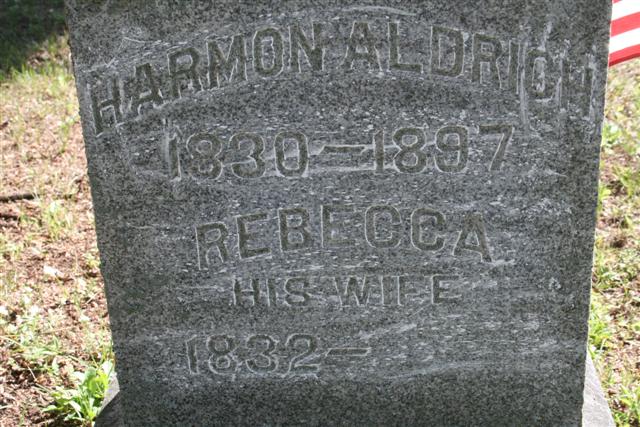 HARMON ALDRICH
1830-1897
REBECCA
HIS WIFE
1832-